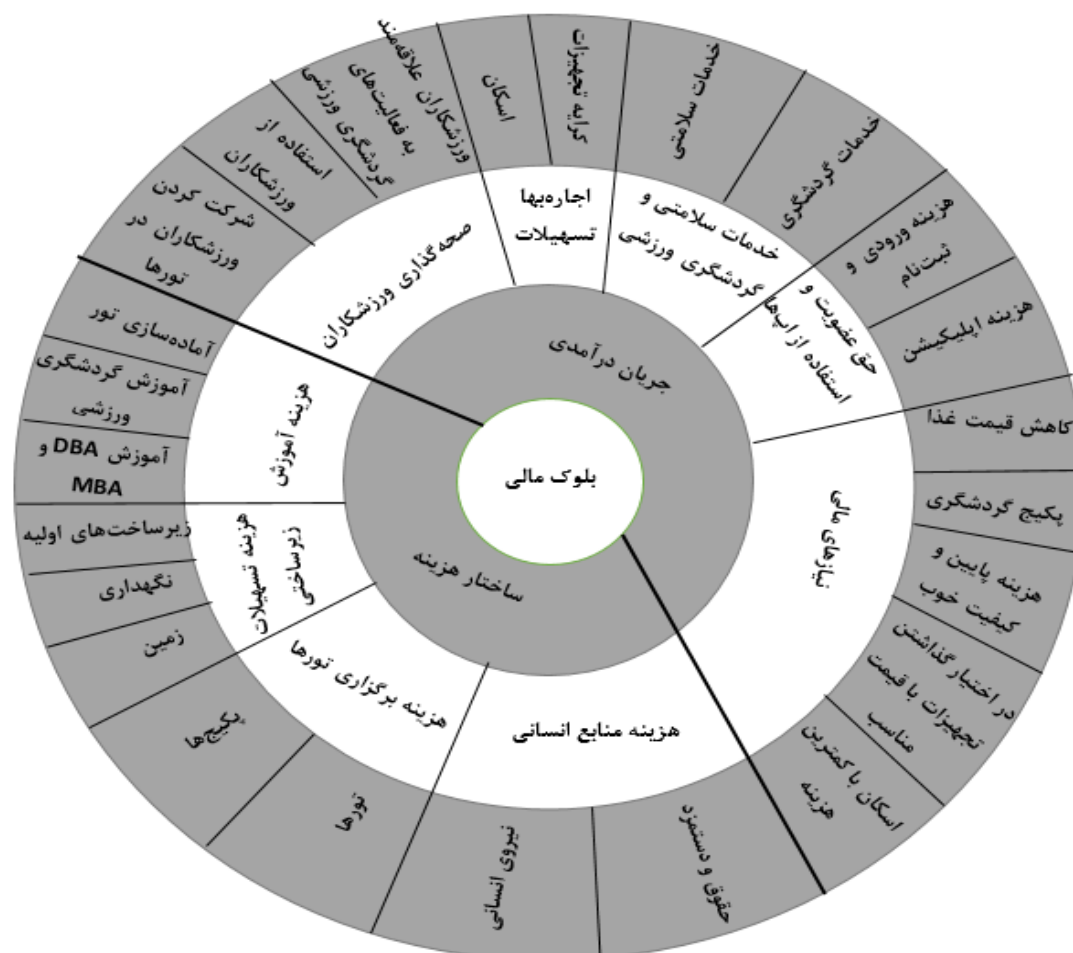 بلوک مالی
جریان درآمدی
ساختار هزینه
اجاره‌بها
تسهیلات
خدمات سلامتی و
گردشگری ورزشی
حق عضویت و
استفاده از اپ‌ها
نیازهای مالی
هزینه منابع انسانی
هزینه برگزاری تورها
هزینه تسهیلات
زیرساختی
هزینه آموزش
صحه‌گذاری ورزشکاران
اسکان
کرایه تجهیزات
خدمات سلامتی
خدمات گردشگری
هزینه ورودی و
ثبت‌نام
هزینه اپلیکیشن
کاهش قیمت غذا
پکیج گردشگری
هزینه پایین و
کیفیت خوب
در اختیار گذاشتن
تجهیزات با قیمت
مناسب
اسکان با کمترین
هزینه
حقوق و دستمزد
نیروی انسانی
تورها
پکیج‌ها
زمین
نگهداری
زیرساخت‌های اولیه
آموزش DBA و
MBA
آموزش گردشگری
ورزشی
آماده‌سازی تور
شرکت کردن
ورزشکاران در
تورها
استفاده از
ورزشکاران
ورزشکاران علاقه‌مند
به فعالیت‌های
گردشگری ورزشی